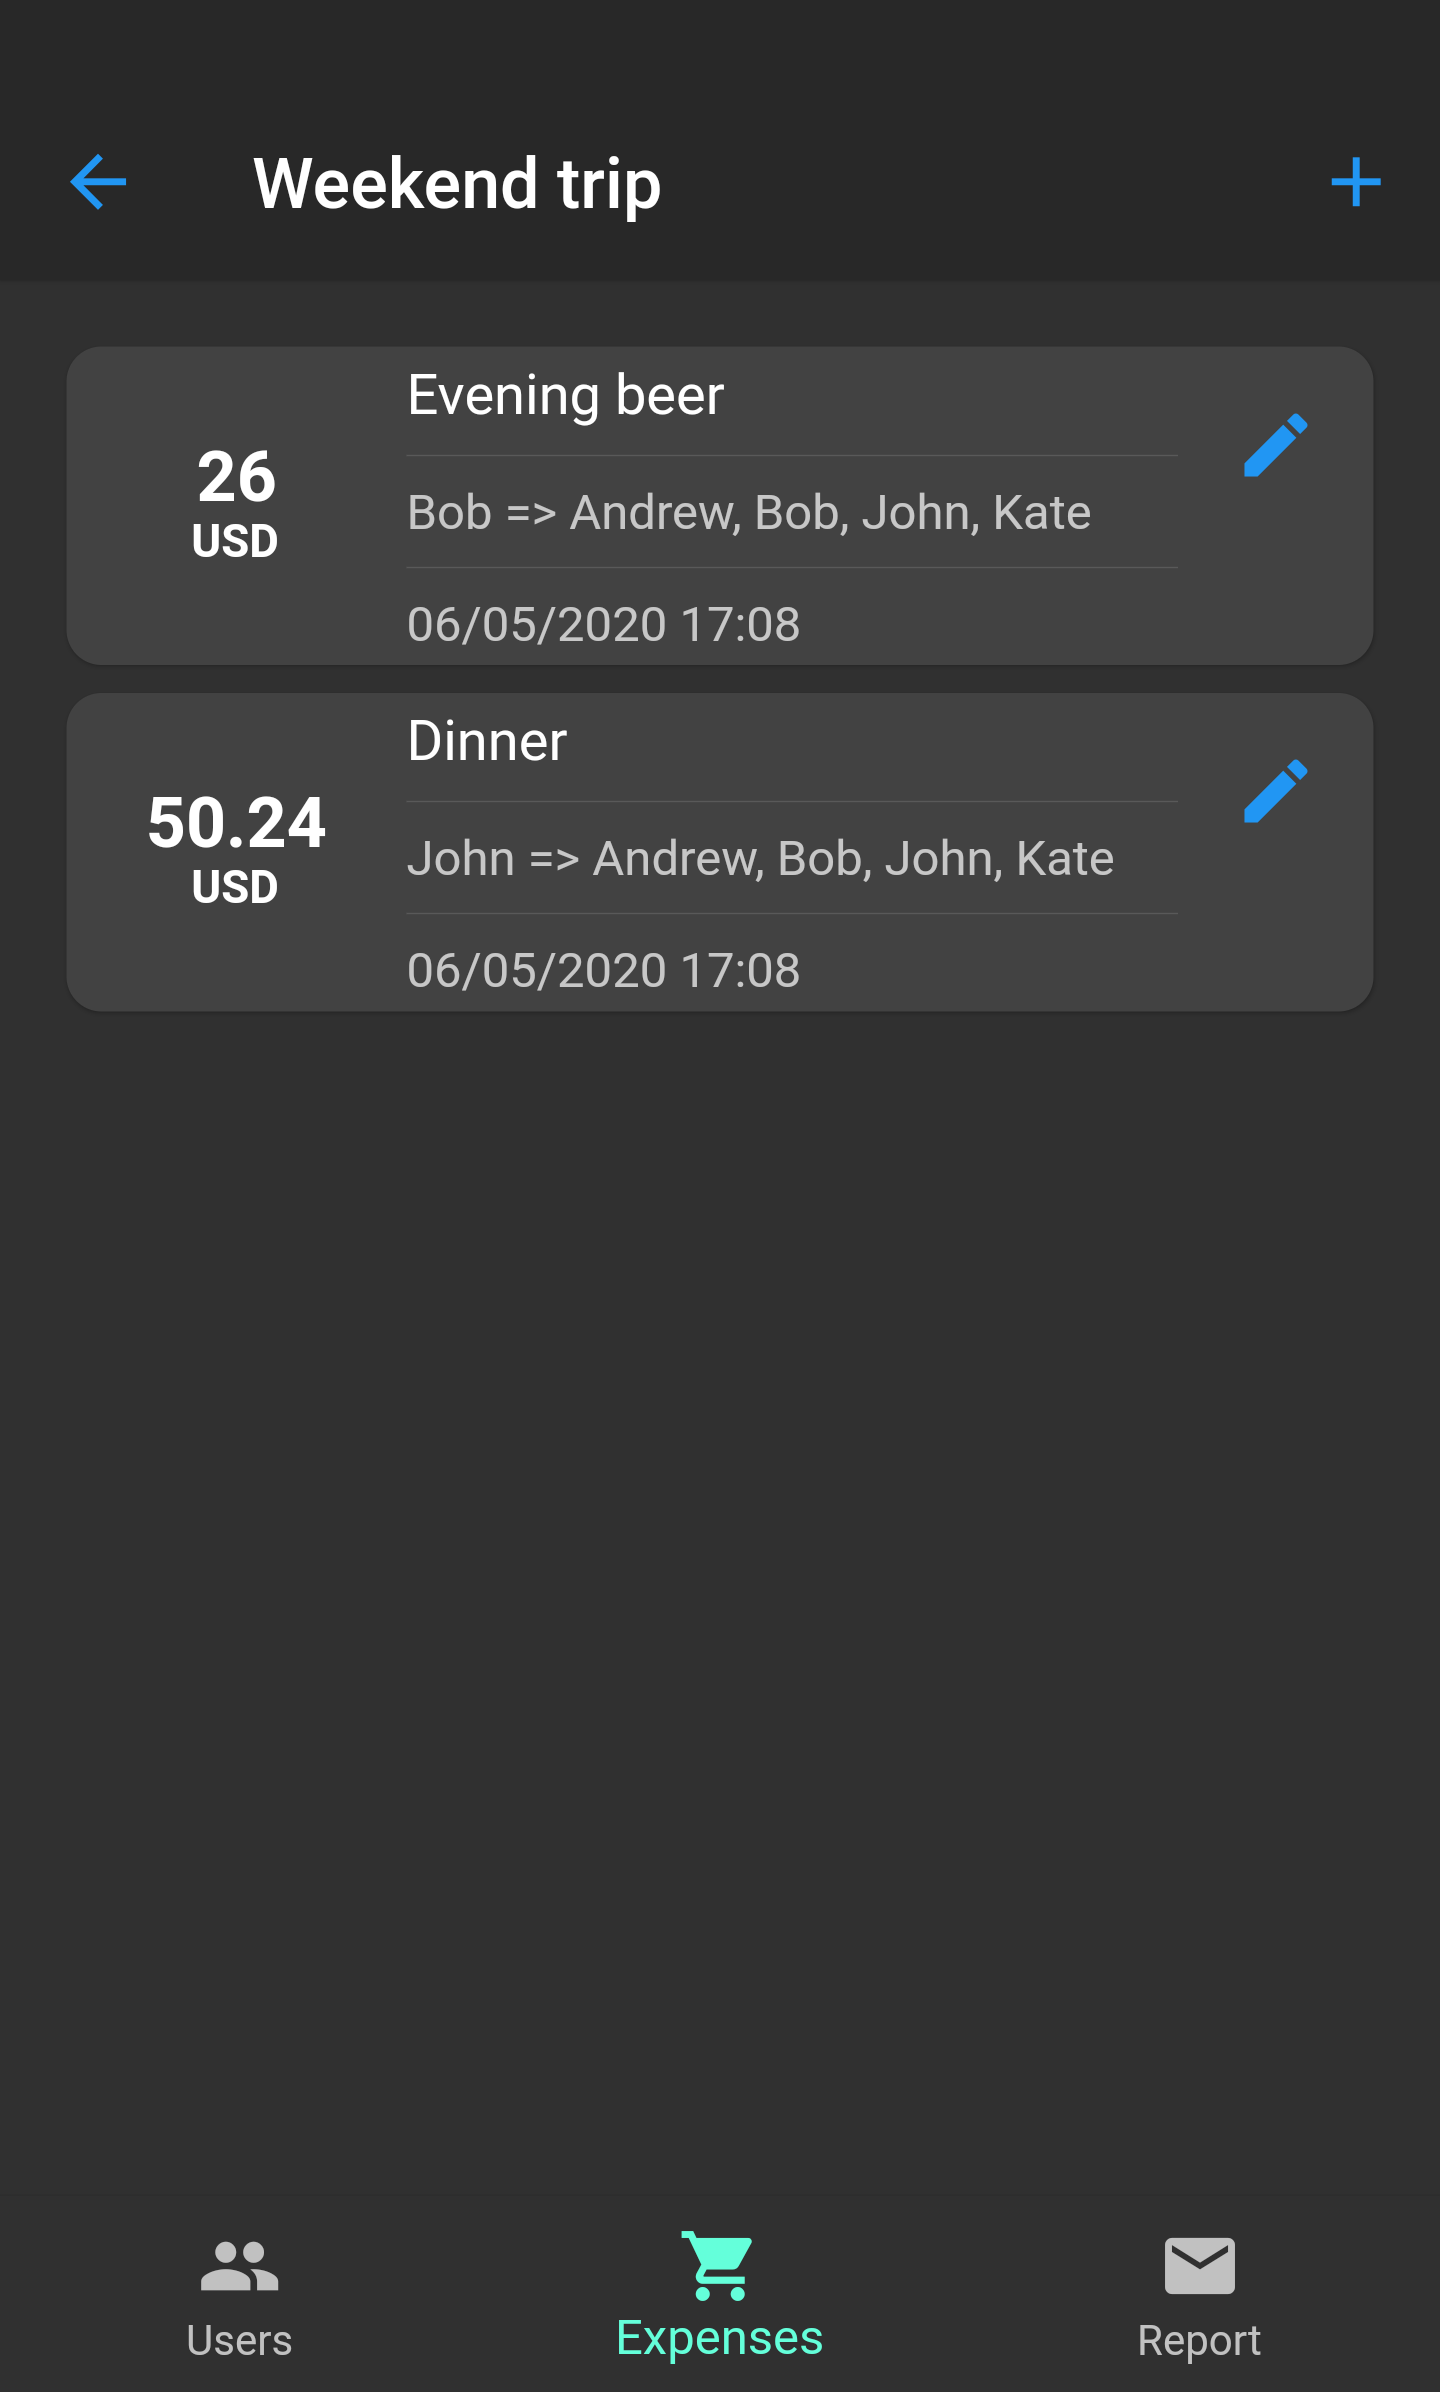 Weekend trip
Evening beer
26
USD
Bob => Andrew, Bob, John, Kate
06/05/2020 17:08
Dinner
50.24
USD
John => Andrew, Bob, John, Kate
06/05/2020 17:08
Users
Expenses
Report